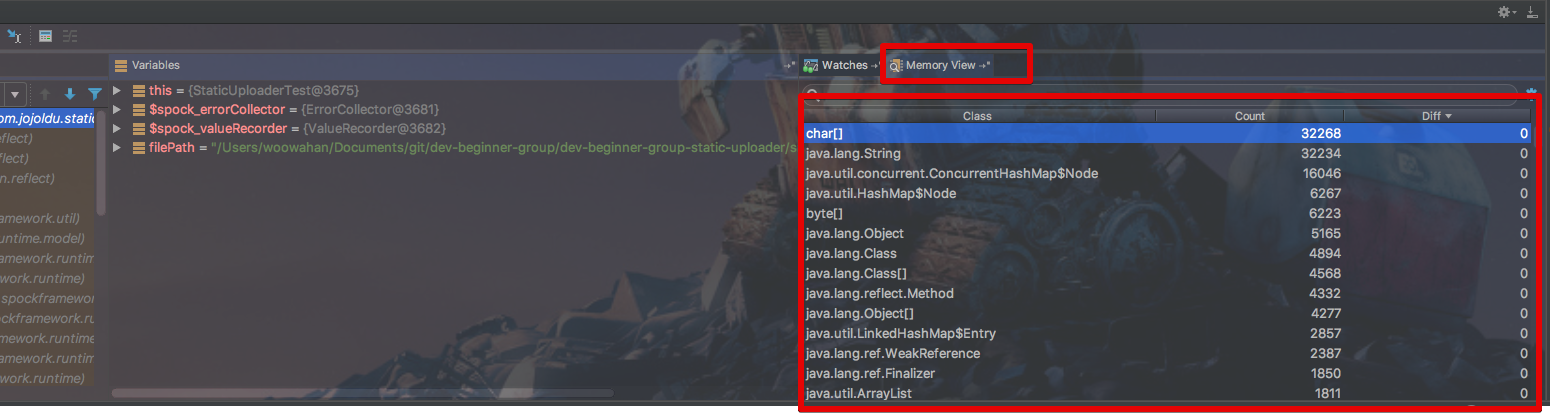 Variables
Watches
Memory View
om.jojoldu.stati
eflect)
flect)
n.reflect)
amework.util)
untime.model)
amework.runtime)
work.runtime)
spockframewor
ockframework.ru
amework.runtime)
amework.runtime)
work.runtime)
this = {StaticUploaderTest@3675}
$spock_errorCollector = {ErrorCollector@3681}
$spock_valueRecorder = {ValueRecorder@3682}
filePath = "/Users/woowahan/Documents/git/dev-beginner-group/dev-beginner-group-static-uploader/s
Class Count Diff
char[] 32268 0
java.lang.String 32234 0
java.util.concurrent.ConcurrentHashMap$Node 16046 0
java.util.HashMap$Node 6267 0
byte[] 6223 0
java.lang.Object 5165 0
java.lang.Class 4894 0
java.lang.Class[] 4568 0
java.lang.reflect.Method 4332 0
java.lang.Object[] 4277 0
java.util.LinkedHashMap$Entry 2857 0
java.lang.ref.WeakReference 2387 0
java.lang.ref.Finalizer 1850 0
java.util.ArrayList 1811 0